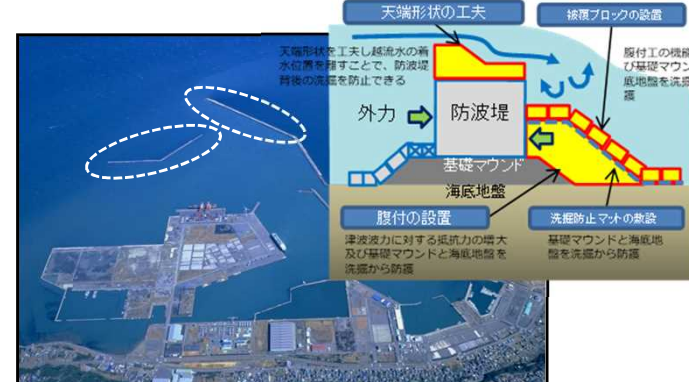 天端形状の工夫
被覆ブロックの設置
天端形状を工夫し越流水の着
水位置を離すことで、防波堤
背後の洗掘を防止できる
腹付工の機能
び基礎マウン
底地盤を洗掘
護
外力
防波堤
基礎マウンド
海底地盤
腹付の設置
津波波力に対する抵抗力の増大
及び基礎マウンドと海底地盤を
洗掘から防護
洗掘防止マットの敷設
基礎マウンドと海底地
盤を洗掘から防護